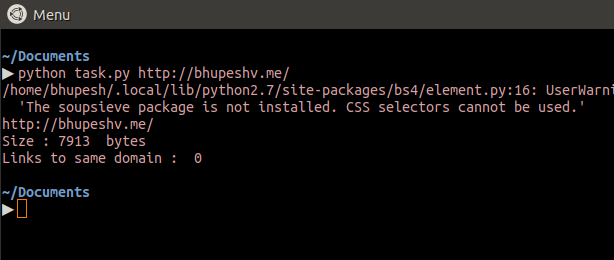 Menu
~/Documents
▶ python task.py http://bhupeshv.me/
/home/bhupesh/.local/lib/python2.7/site-packages/bs4/element.py:16: UserWarni
  'The soupsieve package is not installed. CSS selectors cannot be used.'
http://bhupeshv.me/
Size : 7913  bytes
Links to same domain :  0
~/Documents
▶